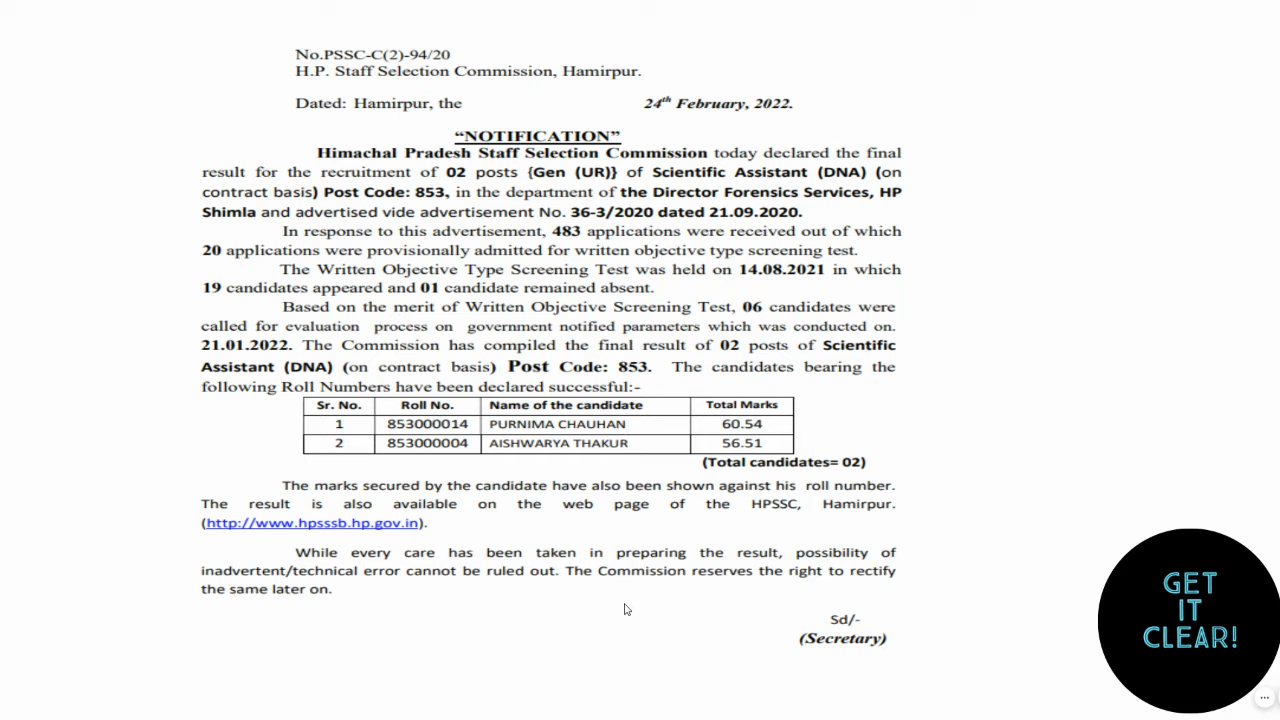 No.PSSC-C(2)-94/20
H.P. Staff Selection Commission, Hamirpur.
Dated: Hamirpur, the 24th February, 2022.
“NOTIFICATION”
Himachal Pradesh Staff Selection Commission today declared the final
result for the recruitment of 02 posts {Gen (UR)} of Scientific Assistant (DNA) (on
contract basis) Post Code: 853, in the department of the Director Forensics Services, HP
Shimla and advertised vide advertisement No. 36-3/2020 dated 21.09.2020.
In response to this advertisement, 483 applications were received out of which
20 applications were provisionally admitted for written objective type screening test.
The Written Objective Type Screening Test was held on 14.08.2021 in which
19 candidates appeared and 01 candidate remained absent.
Based on the merit of Written Objective Screening Test, 06 candidates were
called for evaluation process on government notified parameters which was conducted on.
21.01.2022. The Commission has compiled the final result of 02 posts of Scientific
Assistant (DNA) (on contract basis) Post Code: 853. The candidates bearing the
following Roll Numbers have been declared successful:-
Sr. No. Roll No. Name of the candidate Total Marks
1 853000014 PURNIMA CHAUHAN 60.54
2 853000004 AISHWARYA THAKUR 56.51
(Total candidates= 02)
The marks secured by the candidate have also been shown against his roll number.
The result is also available on the web page of the HPSSC, Hamirpur.
(http://www.hpsssb.hp.gov.in).
While every care has been taken in preparing the result, possibility of
inadvertent/technical error cannot be ruled out. The Commission reserves the right to rectify
the same later on.
Sd/-
(Secretary)
GET
IT
CLEAR!